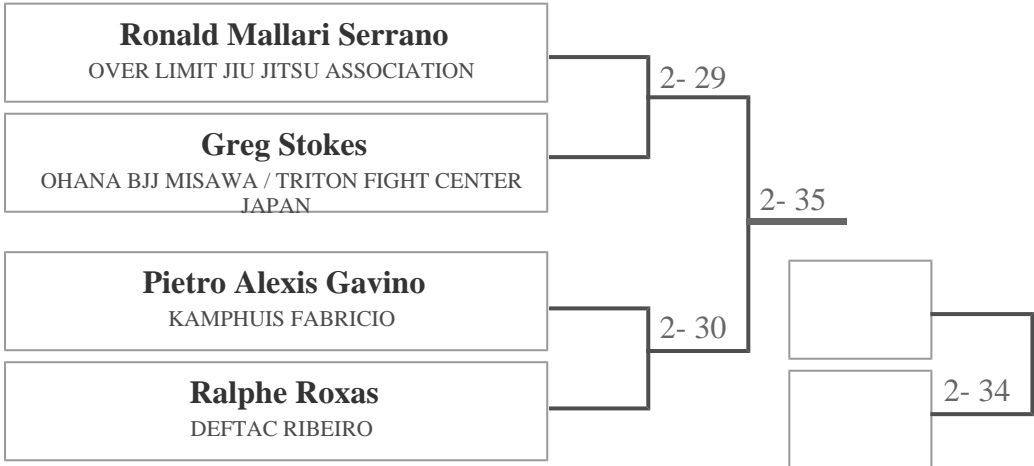 Ronald Mallari Serrano
OVER LIMIT JIU JITSU ASSOCIATION
2- 29
Greg Stokes
OHANA BJJ MISAWA / TRITON FIGHT CENTER
JAPAN
2- 35
Pietro Alexis Gavino
KAMPHUIS FABRICIO
2- 30
Ralphe Roxas
DEFTAC RIBEIRO
2- 34